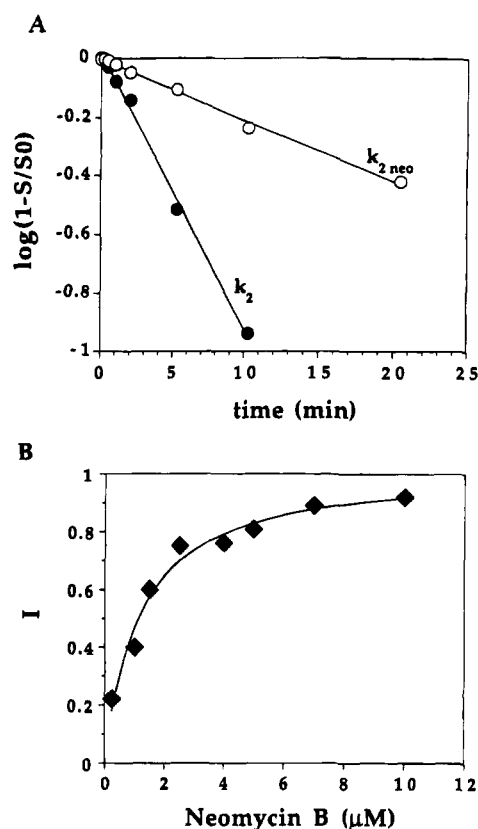 A
log(1-S/S0)
0
-0.2
-0.4
-0.6
-0.8
-1
k2 neo
k2
0 5 10 15 20 25
time (min)
B
I
1
0.8
0.6
0.4
0.2
0
0 2 4 6 8 10 12
Neomycin B (μM)